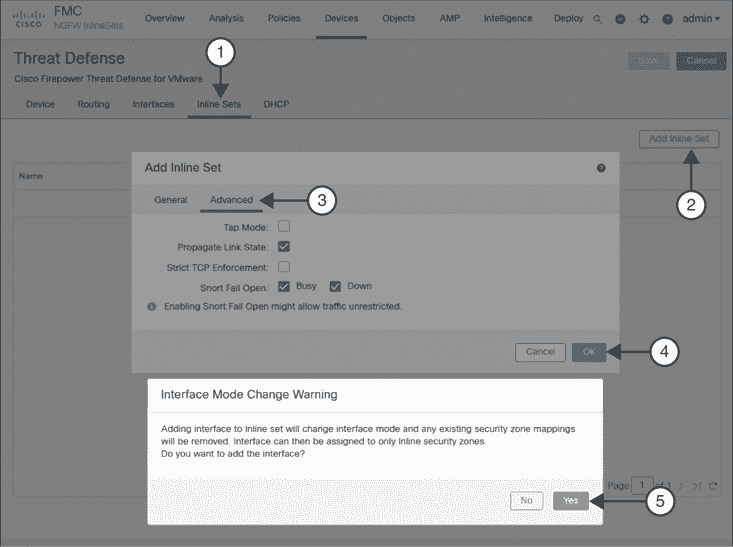 CISCO
FMC
NGFW InlineSets
Overview Analysis Policies Devices Objects AMP Intelligence Deploy admin
1
Threat Defense
Save Cancel
Cisco Firepower Threat Defense for VMware
Device Routing Interfaces Inline Sets DHCP
Add Inline Set
Name
2
Add Inline Set
General Advanced
3
Tap Mode:
Propagate Link State:
Strict TCP Enforcement:
Snort Fail Open: Busy Down
Enabling Snort Fail Open might allow traffic unrestricted.
Cancel OK
4
Interface Mode Change Warning
Adding interface to Inline set will change interface mode and any existing security zone mappings
will be removed. Interface can then be assigned to only Inline security zones.
Do you want to add the interface?
No Yes
5
Page 1 of 1